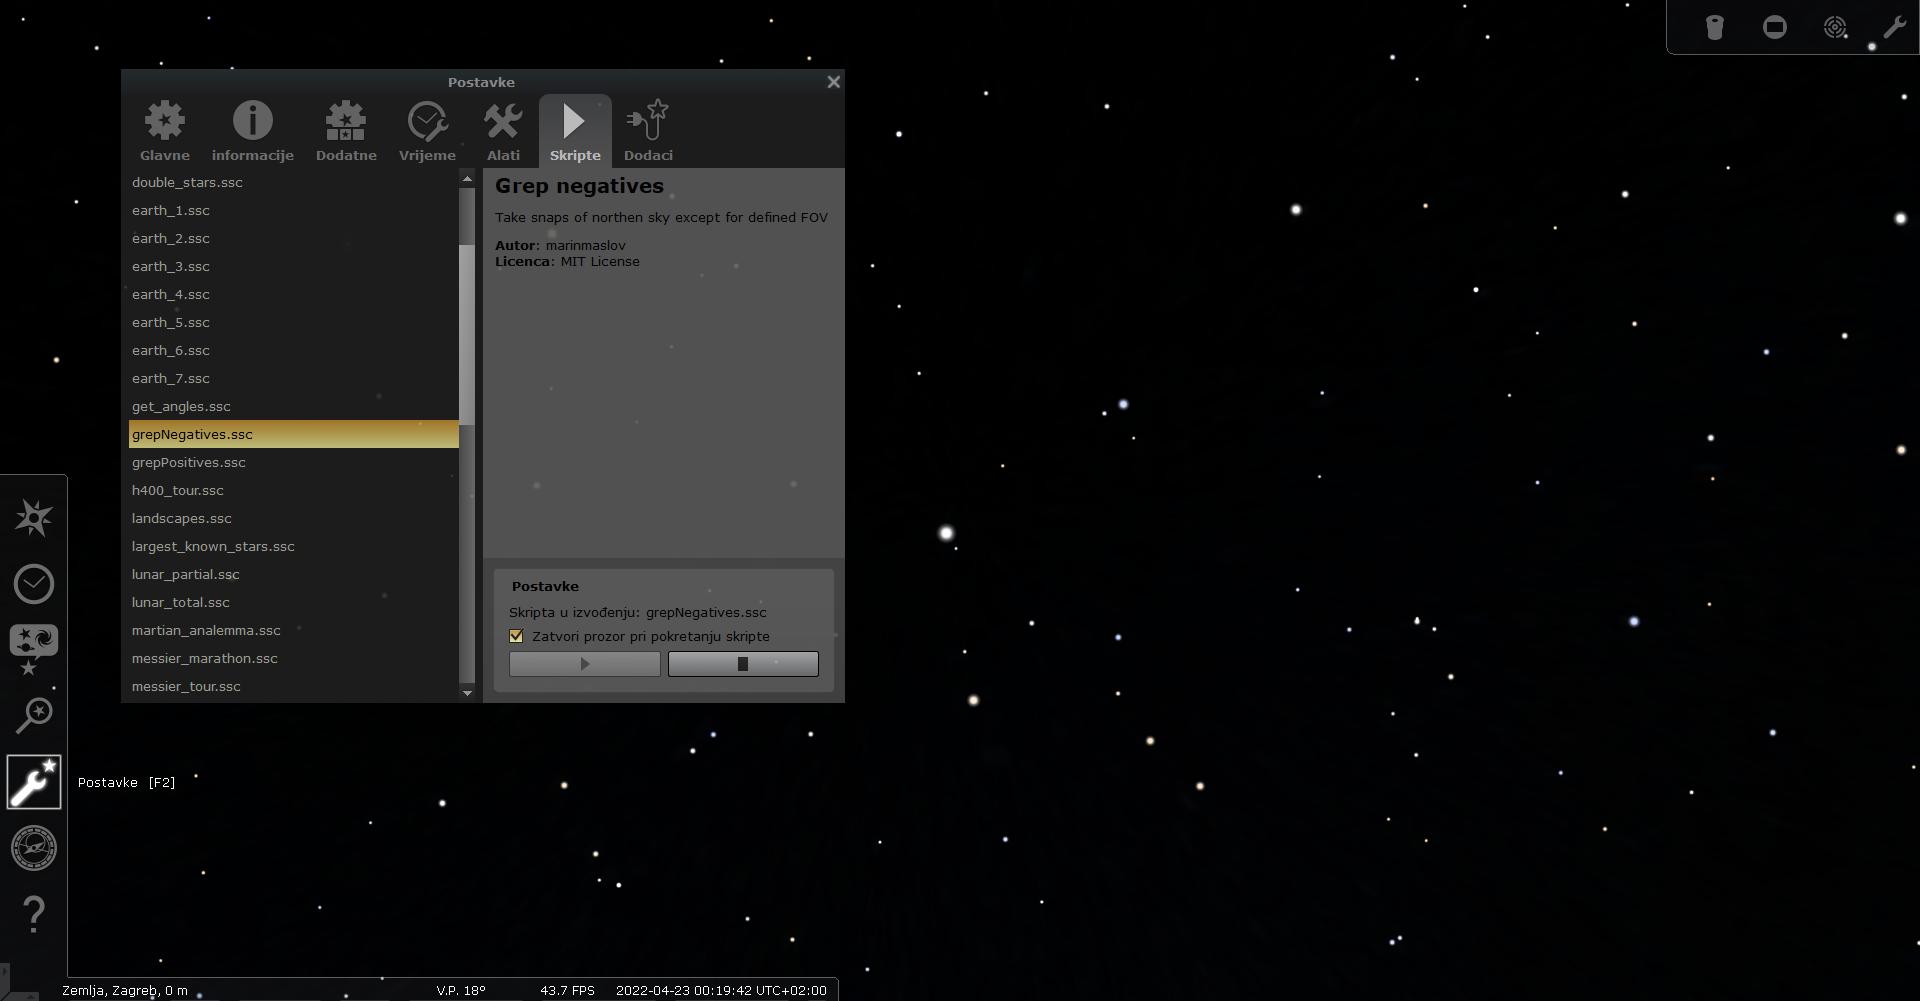 Postavke
Glavne informacije Dodatne Vrijeme Alati Skripte Dodaci
double_stars.ssc
earth_1.ssc
earth_2.ssc
earth_3.ssc
earth_4.ssc
earth_5.ssc
earth_6.ssc
earth_7.ssc
get_angles.ssc
grepNegatives.ssc
grepPositives.ssc
h400_tour.ssc
landscapes.ssc
largest_known_stars.ssc
lunar_partial.ssc
lunar_total.ssc
martian_analemma.ssc
messier_marathon.ssc
messier_tour.ssc
Grep negatives
Take snaps of northen sky except for defined FOV
Autor: marinmaslov
Licenca: MIT License
Postavke
Skripta u izvođenju: grepNegatives.ssc
Zatvori prozor pri pokretanju skripte
Postavke [F2]
Zemlja, Zagreb, 0 m V.P. 18° 43.7 FPS 2022-04-23 00:19:42 UTC+02:00